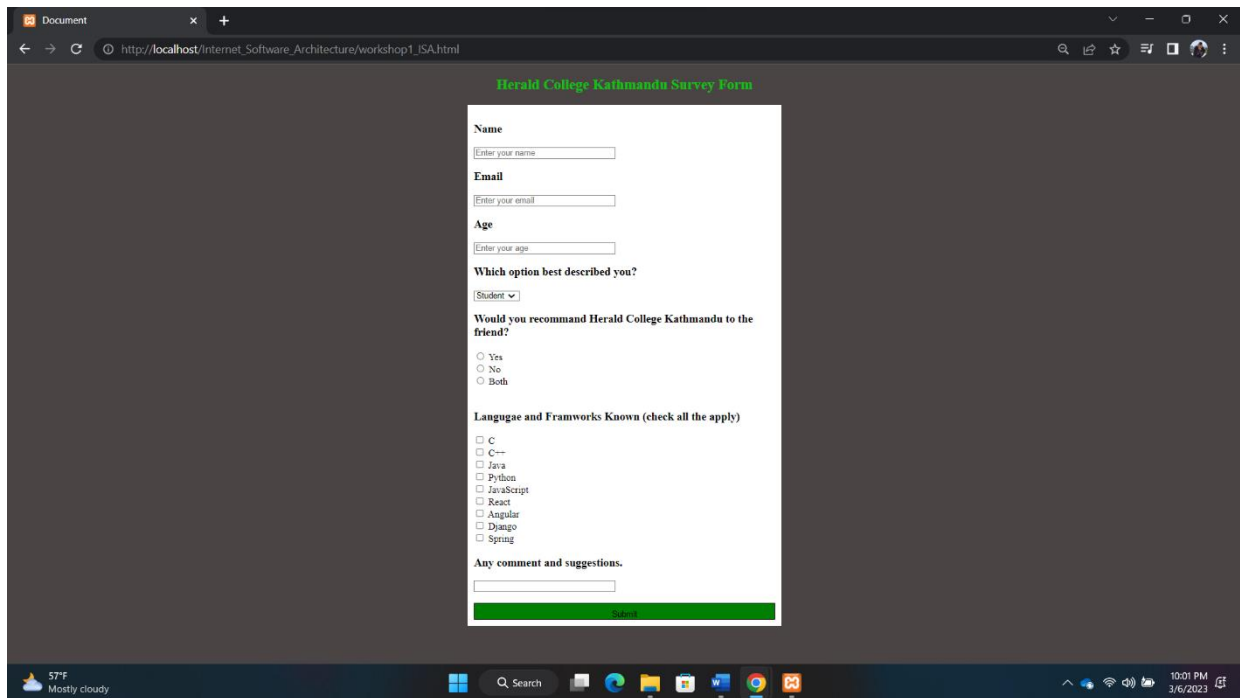 Document
http://localhost/Internet_Software_Architecture/workshop1_ISA.html
Herald College Kathmandu Survey Form
Name
Enter your name
Email
Enter your email
Age
Enter your age
Which option best described you?
Student
Would you recommand Herald College Kathmandu to the
friend?
Yes
No
Both
Langugae and Framworks Known (check all the apply)
C
C++
Java
Python
JavaScript
React
Angular
Django
Spring
Any comment and suggestions.
Submit
57°F
Mostly cloudy
Search
10:01 PM
3/6/2023